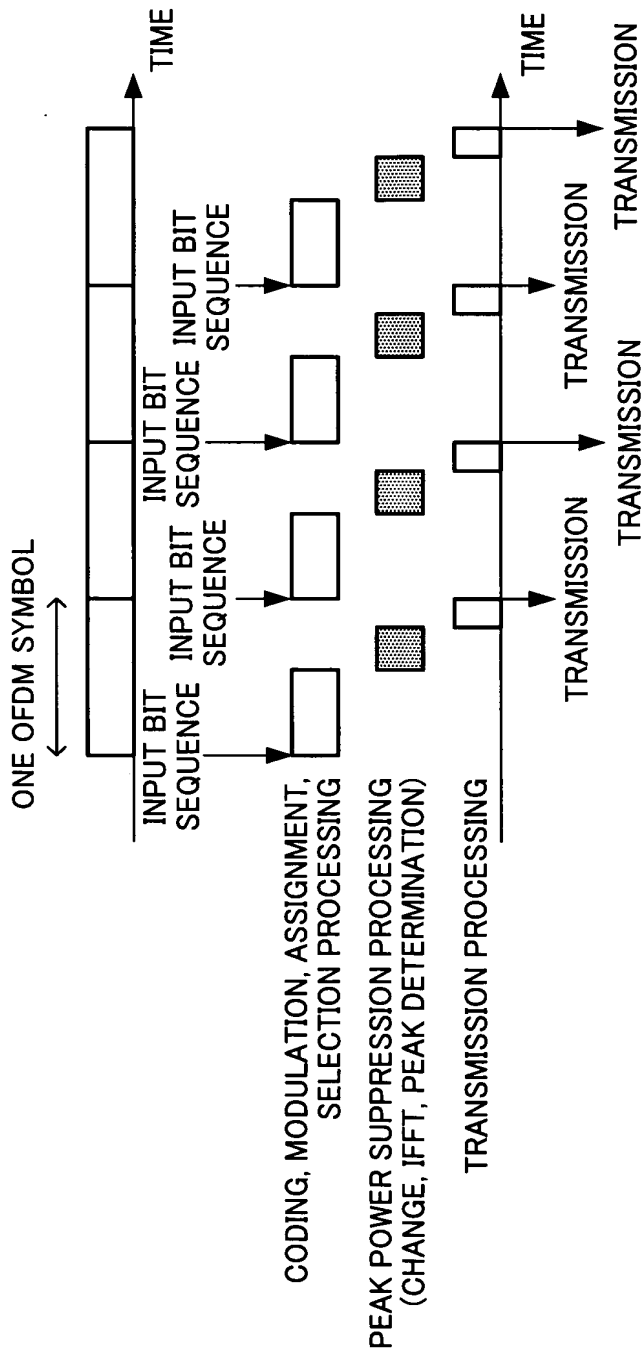 ONE OFDM SYMBOL
TIME
INPUT BIT
SEQUENCE
INPUT BIT
SEQUENCE
INPUT BIT
SEQUENCE
INPUT BIT
SEQUENCE
CODING, MODULATION, ASSIGNMENT,
SELECTION PROCESSING
PEAK POWER SUPPRESSION PROCESSING
(CHANGE, IFFT, PEAK DETERMINATION)
TRANSMISSION PROCESSING
TIME
TRANSMISSION
TRANSMISSION
TRANSMISSION
TRANSMISSION